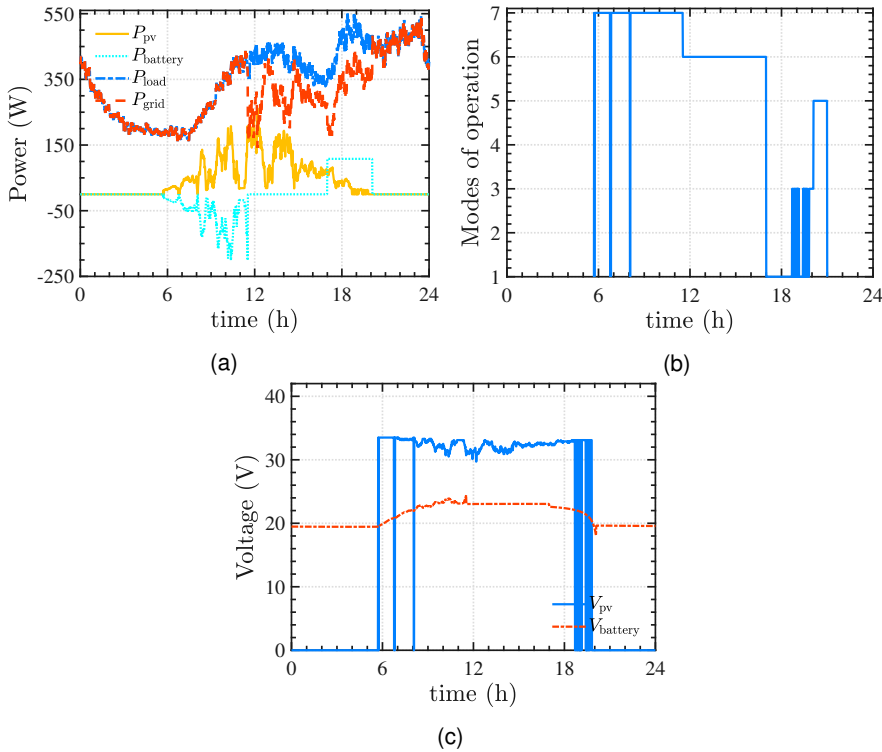 550
350
150
-50
-250
Power (W)
P_pv
P_battery
P_load
P_grid
0 6 12 18 24
time (h)
(a)
7
6
5
4
3
2
1
Modes of operation
0 6 12 18 24
time (h)
(b)
40
30
20
10
0
Voltage (V)
V_pv
V_battery
0 6 12 18 24
time (h)
(c)